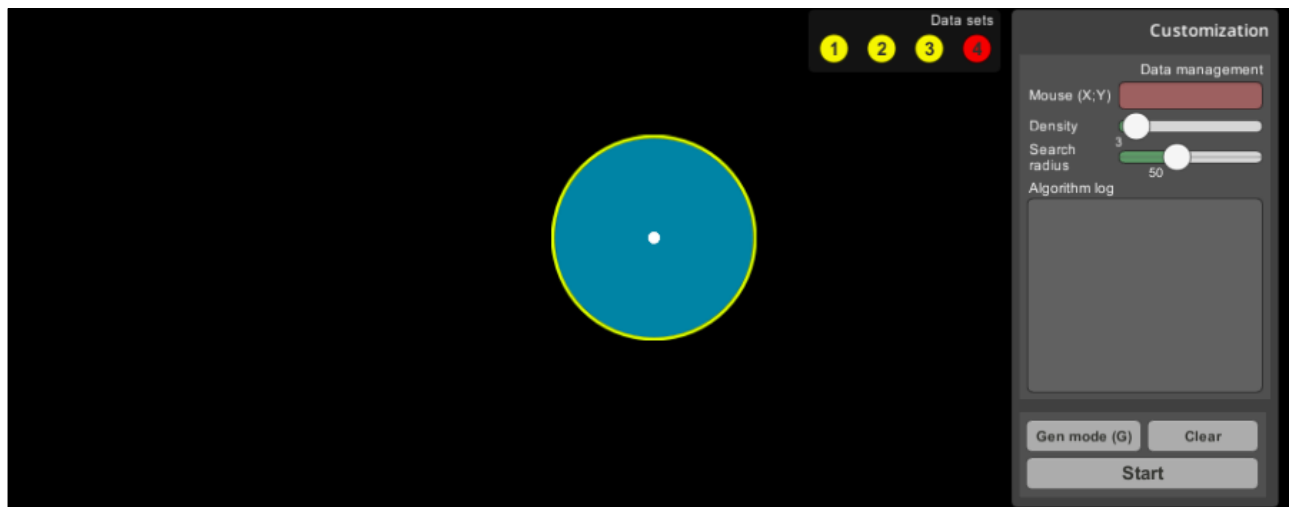 Data sets
1 2 3 4
Customization
Data management
Mouse (X;Y)
Density
3
Search
radius
50
Algorithm log
Gen mode (G) Clear
Start